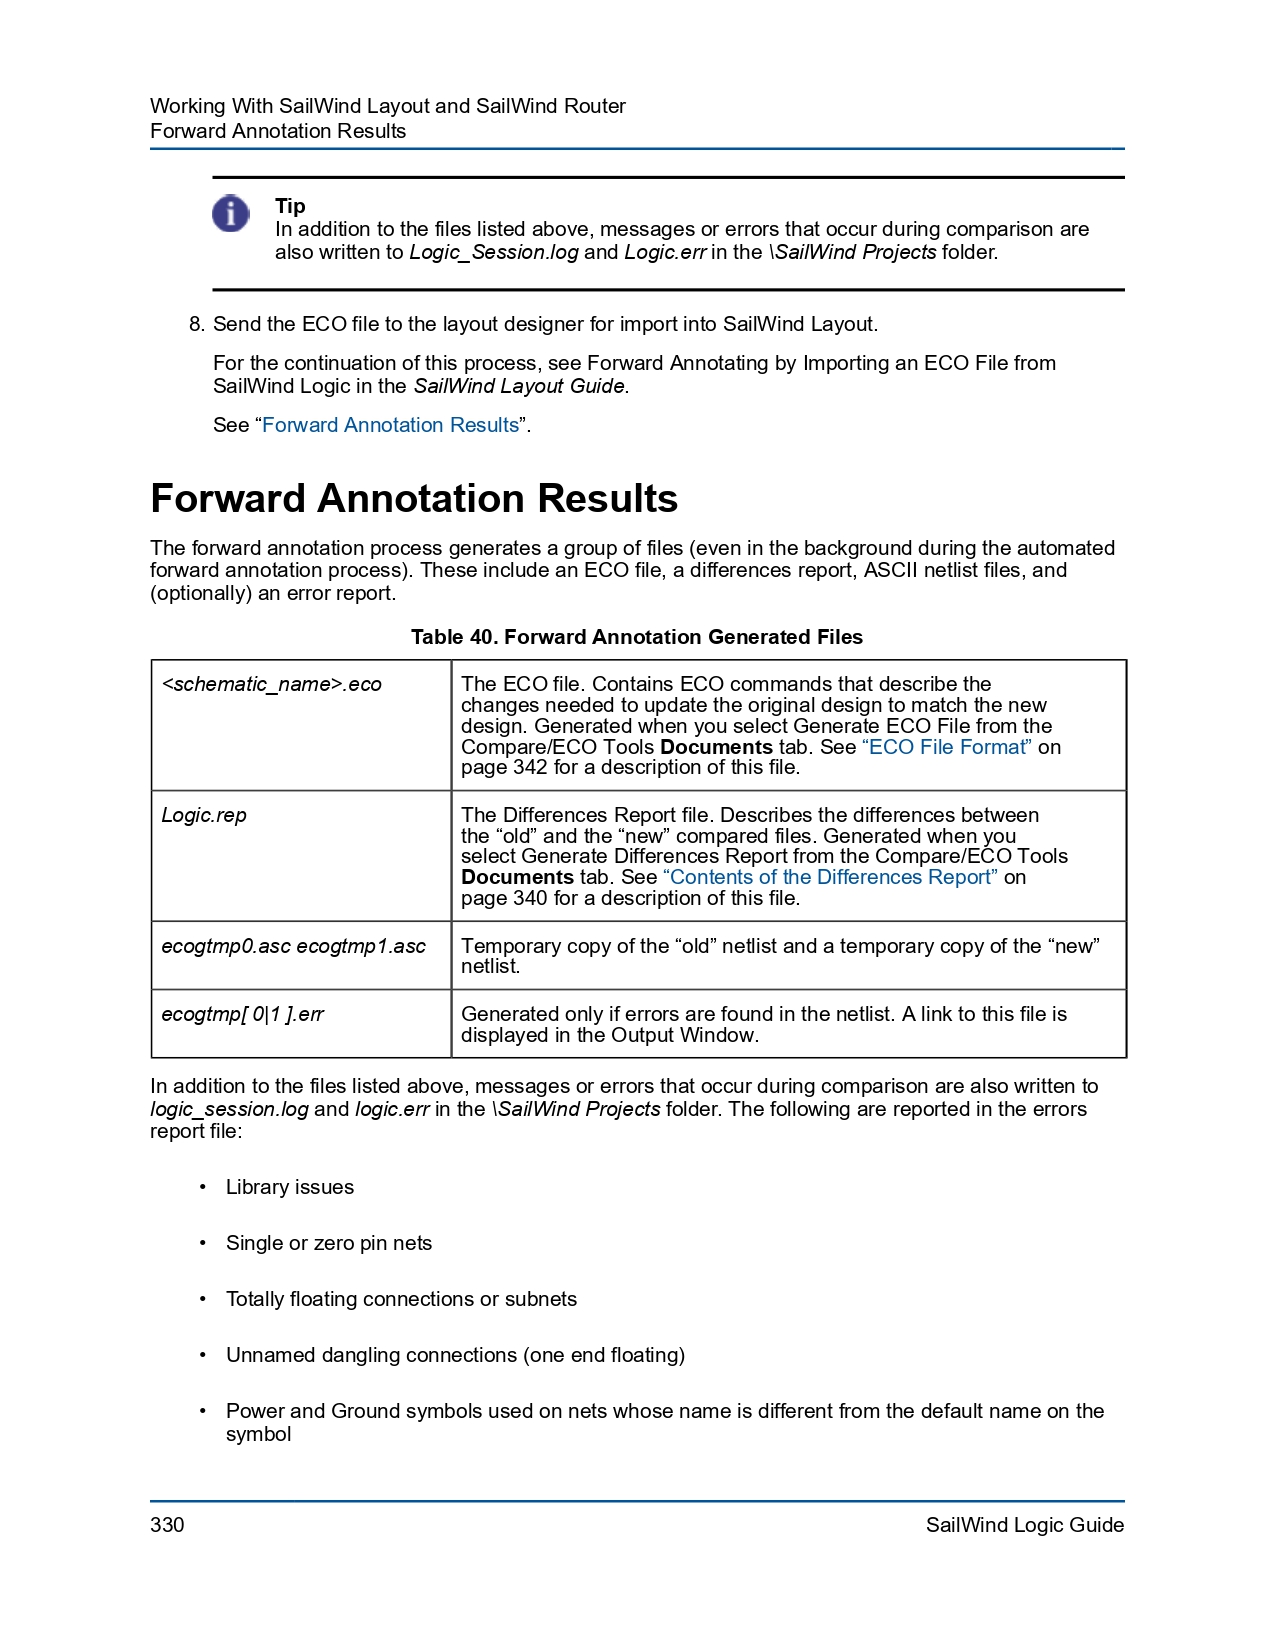 Working With SailWind Layout and SailWind Router
Forward Annotation Results
Tip
In addition to the files listed above, messages or errors that occur during comparison are
also written to Logic_Session.log and Logic.err in the \SailWind Projects folder.
8. Send the ECO file to the layout designer for import into SailWind Layout.
For the continuation of this process, see Forward Annotating by Importing an ECO File from
SailWind Logic in the SailWind Layout Guide.
See “Forward Annotation Results”.
Forward Annotation Results
The forward annotation process generates a group of files (even in the background during the automated
forward annotation process). These include an ECO file, a differences report, ASCII netlist files, and
(optionally) an error report.
Table 40. Forward Annotation Generated Files
<schematic_name>.eco
The ECO file. Contains ECO commands that describe the
changes needed to update the original design to match the new
design. Generated when you select Generate ECO File from the
Compare/ECO Tools Documents tab. See “ECO File Format” on
page 342 for a description of this file.
Logic.rep
The Differences Report file. Describes the differences between
the “old” and the “new” compared files. Generated when you
select Generate Differences Report from the Compare/ECO Tools
Documents tab. See “Contents of the Differences Report” on
page 340 for a description of this file.
ecogtmp0.asc ecogtmp1.asc
Temporary copy of the “old” netlist and a temporary copy of the “new”
netlist.
ecogtmp[ 0|1 ].err
Generated only if errors are found in the netlist. A link to this file is
displayed in the Output Window.
In addition to the files listed above, messages or errors that occur during comparison are also written to
logic_session.log and logic.err in the \SailWind Projects folder. The following are reported in the errors
report file:
• Library issues
• Single or zero pin nets
• Totally floating connections or subnets
• Unnamed dangling connections (one end floating)
• Power and Ground symbols used on nets whose name is different from the default name on the
symbol
330
SailWind Logic Guide